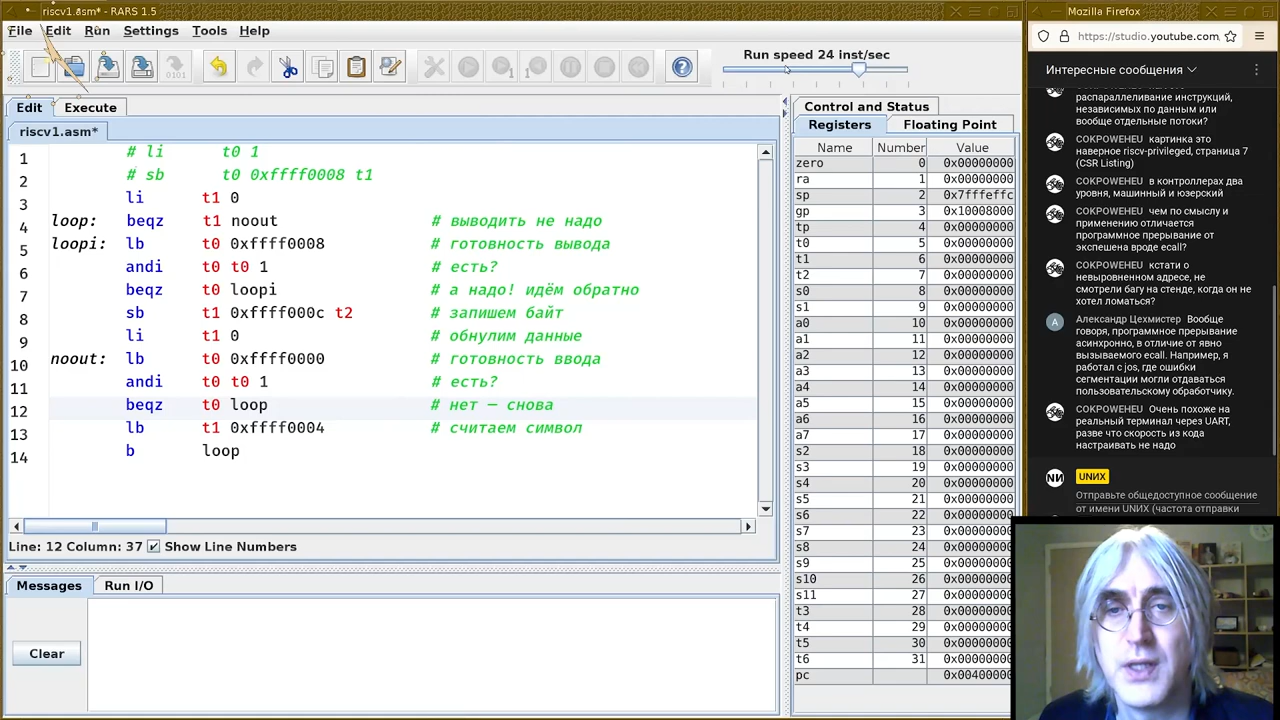 riscv1.asm* - RARS 1.5
File Edit Run Settings Tools Help
Run speed 24 inst/sec
Edit Execute
riscv1.asm*
1 # li t0 1
2 # sb t0 0xffff0008 t1
3 li t1 0
4 loop: beqz t1 noout # выводить не надо
5 loopi: lb t0 0xffff0008 # готовность вывода
6 andi t0 t0 1 # есть?
7 beqz t0 loopi # а надо! идём обратно
8 sb t1 0xffff000c t2 # запишем байт
9 li t1 0 # обнулим данные
10 noout: lb t0 0xffff0000 # готовность ввода
11 andi t0 t0 1 # есть?
12 beqz t0 loop # нет — снова
13 lb t1 0xffff0004 # считаем символ
14 b loop
Line: 12 Column: 37 Show Line Numbers
Messages Run I/O
Clear
Control and Status
Registers Floating Point
Name Number Value
zero 0 0x00000000
ra 1 0x00000000
sp 2 0x7fffeffc
gp 3 0x10008000
tp 4 0x00000000
t0 5 0x00000000
t1 6 0x00000000
t2 7 0x00000000
s0 8 0x00000000
s1 9 0x00000000
a0 10 0x00000000
a1 11 0x00000000
a2 12 0x00000000
a3 13 0x00000000
a4 14 0x00000000
a5 15 0x00000000
a6 16 0x00000000
a7 17 0x00000000
s2 18 0x00000000
s3 19 0x00000000
s4 20 0x00000000
s5 21 0x00000000
s6 22 0x00000000
s7 23 0x00000000
s8 24 0x00000000
s9 25 0x00000000
s10 26 0x00000000
s11 27 0x00000000
t3 28 0x00000000
t4 29 0x00000000
t5 30 0x00000000
t6 31 0x00000000
pc 0x00400000
Mozilla Firefox
https://studio.youtube.com
Интересные сообщения
распараллеливание инструкций,
независимых по данным или
вообще отдельные потоки?
COKPOWEHEU картинка это
наверное riscv-privileged, страница 7
(CSR Listing)
COKPOWEHEU в контроллерах два
уровня, машинный и юзерский
COKPOWEHEU чем по смыслу и
применению отличается
программное прерывание от
экспешена вроде ecall?
COKPOWEHEU кстати о
невыровненном адресе, не
смотрели багу на стенде, когда он не
хотел ломаться?
Александр Цехмистер Вообще
говоря, программное прерывание
асинхронно, в отличие от явно
вызываемого ecall. Например, я
работал с jos, где ошибки
сегментации могли отдаваться
пользовательскому обработчику.
COKPOWEHEU Очень похоже на
реальный терминал через UART,
разве что скорость из кода
настраивать не надо
UNИX
Отправьте общедоступное сообщение
от имени UNИX (частота отправки